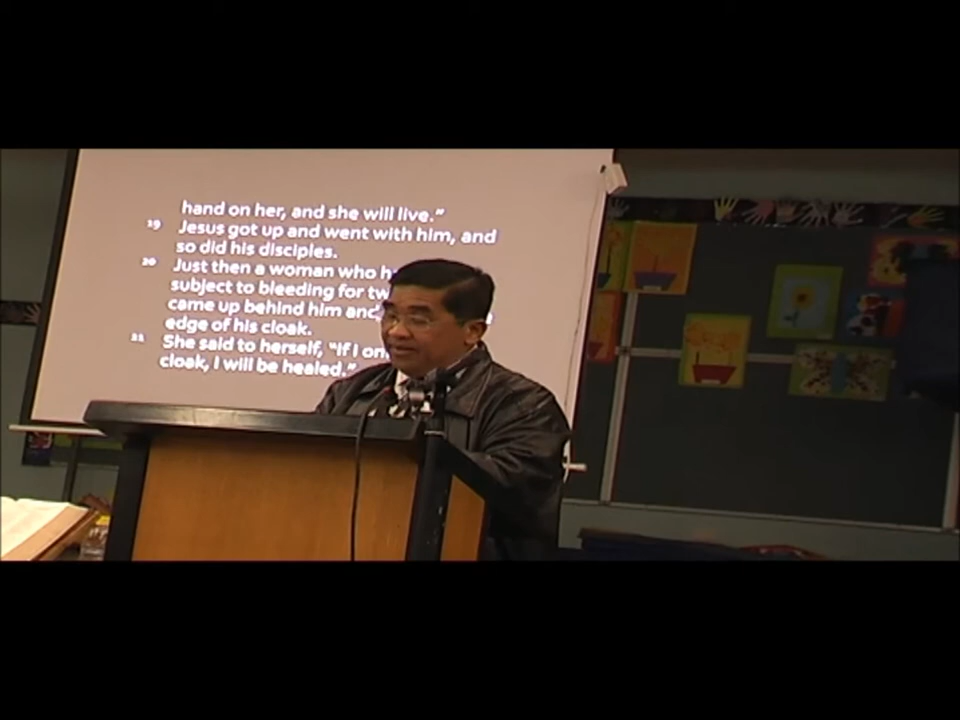 hand on her, and she will live."
19 Jesus got up and went with him, and
so did his disciples.
20 Just then a woman who
subject to bleeding for
came up behind him and
edge of his cloak.
21 She said to herself, "If I
cloak, I will be healed."